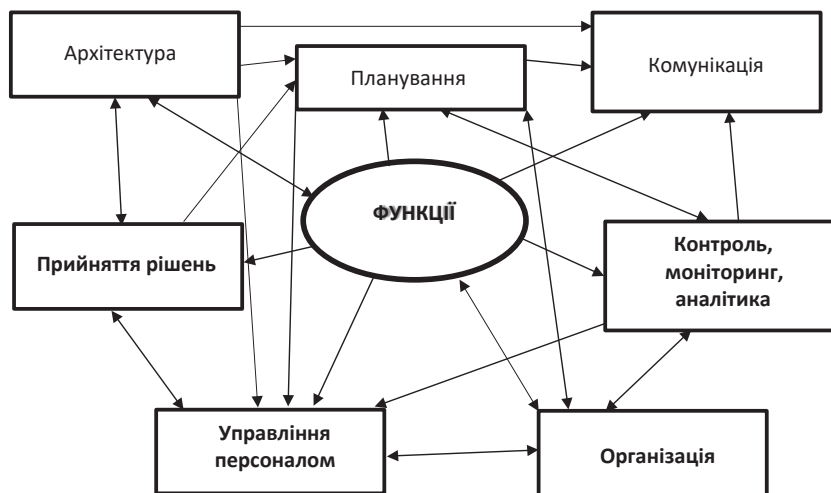 Архітектура
Планування
Комунікація
ФУНКЦІЇ
Прийняття рішень
Контроль,
моніторинг,
аналітика
Управління
персоналом
Організація